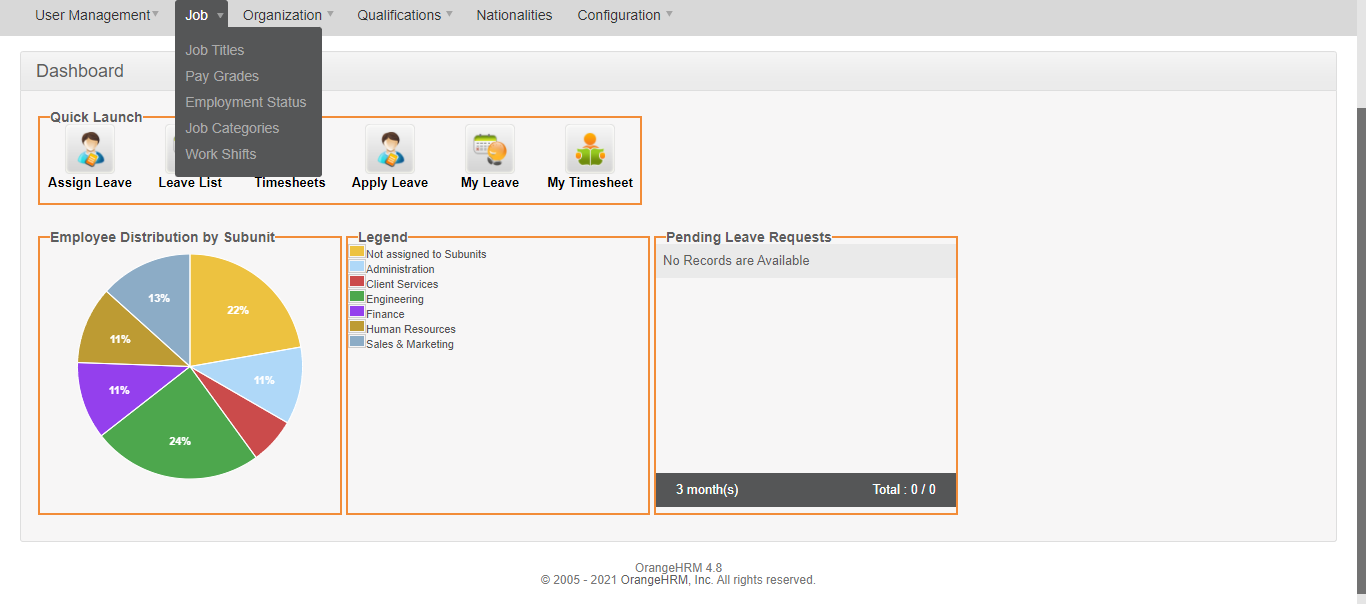 User Management Job Organization Qualifications Nationalities Configuration
Job Titles
Pay Grades
Employment Status
Job Categories
Work Shifts
Dashboard
Quick Launch
Assign Leave Leave List Timesheets Apply Leave My Leave My Timesheet
Employee Distribution by Subunit
22%
11%
24%
11%
11%
13%
Legend
Not assigned to Subunits
Administration
Client Services
Engineering
Finance
Human Resources
Sales & Marketing
Pending Leave Requests
No Records are Available
3 month(s) Total : 0 / 0
OrangeHRM 4.8
© 2005 - 2021 OrangeHRM, Inc. All rights reserved.